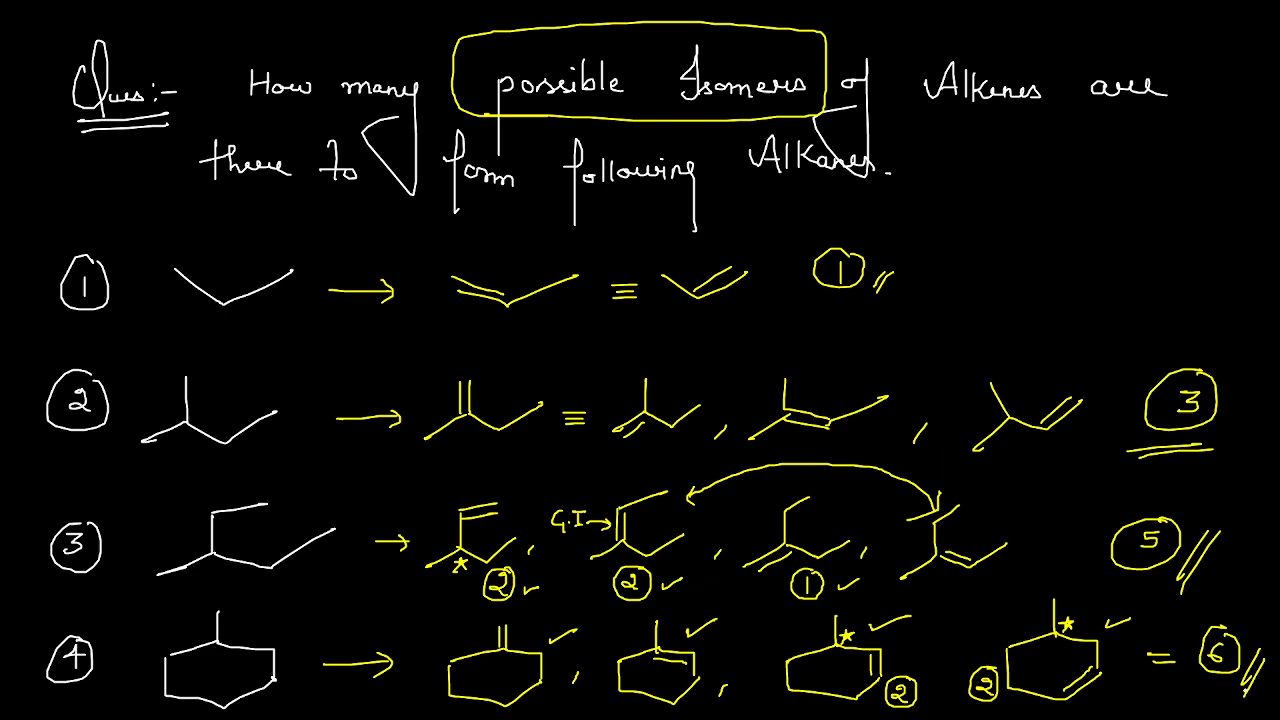 Ques:- How many possible Isomers of Alkenes are
there to form following Alkanes.
1 → ≡ 1
2 → ≡ , , 3
3 → * 2 , G.I → 2 , 1 , 5
4 → , , * 2 * 2 = 6